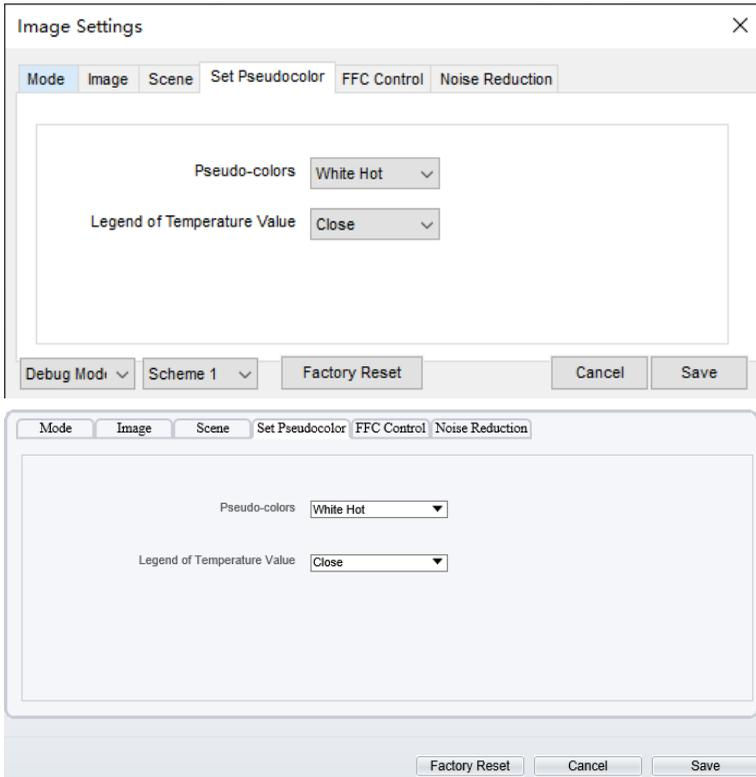 Image Settings
Mode Image Scene Set Pseudocolor FFC Control Noise Reduction
Pseudo-colors White Hot
Legend of Temperature Value Close
Debug Mod Scheme 1 Factory Reset Cancel Save
Mode Image Scene Set Pseudocolor FFC Control Noise Reduction
Pseudo-colors White Hot
Legend of Temperature Value Close
Factory Reset Cancel Save